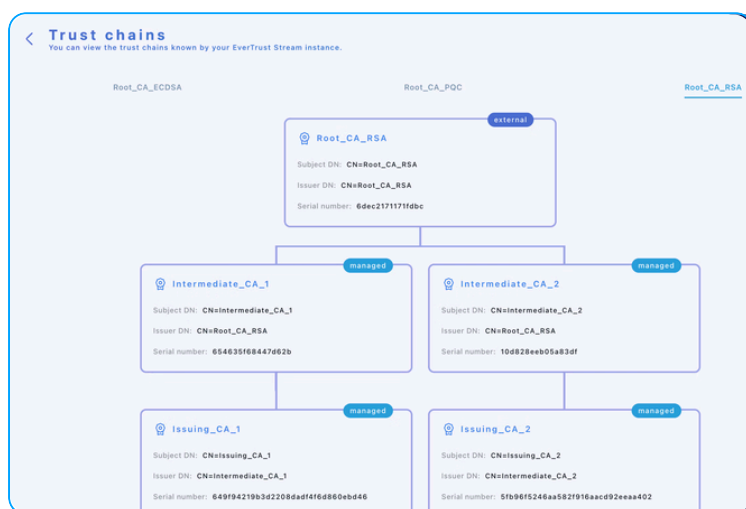 Trust chains
You can view the trust chains known by your EverTrust Stream instance.
Root_CA_ECDSA
Root_CA_PQC
Root_CA_RSA
external
Root_CA_RSA
Subject DN: CN=Root_CA_RSA
Issuer DN: CN=Root_CA_RSA
Serial number: 6dec2171171fdbc
managed
Intermediate_CA_1
Subject DN: CN=Intermediate_CA_1
Issuer DN: CN=Root_CA_RSA
Serial number: 654635f68447d62b
managed
Intermediate_CA_2
Subject DN: CN=Intermediate_CA_2
Issuer DN: CN=Root_CA_RSA
Serial number: 10d828eeb05a83df
managed
Issuing_CA_1
Subject DN: CN=Issuing_CA_1
Issuer DN: CN=Intermediate_CA_1
Serial number: 649f94219b3d2208dadf4f6d860ebd46
managed
Issuing_CA_2
Subject DN: CN=Issuing_CA_2
Issuer DN: CN=Intermediate_CA_2
Serial number: 5fb96f5246aa582f916aacd92eeaa402